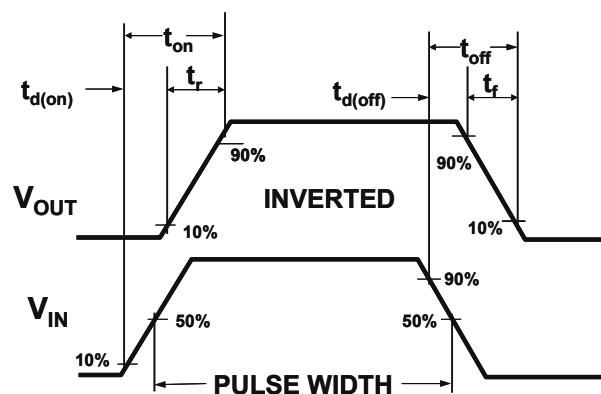 t_on
t_off
t_d(on)
t_r
t_d(off)
t_f
90%
90%
V_OUT
INVERTED
10%
10%
V_IN
90%
50%
50%
10%
PULSE WIDTH